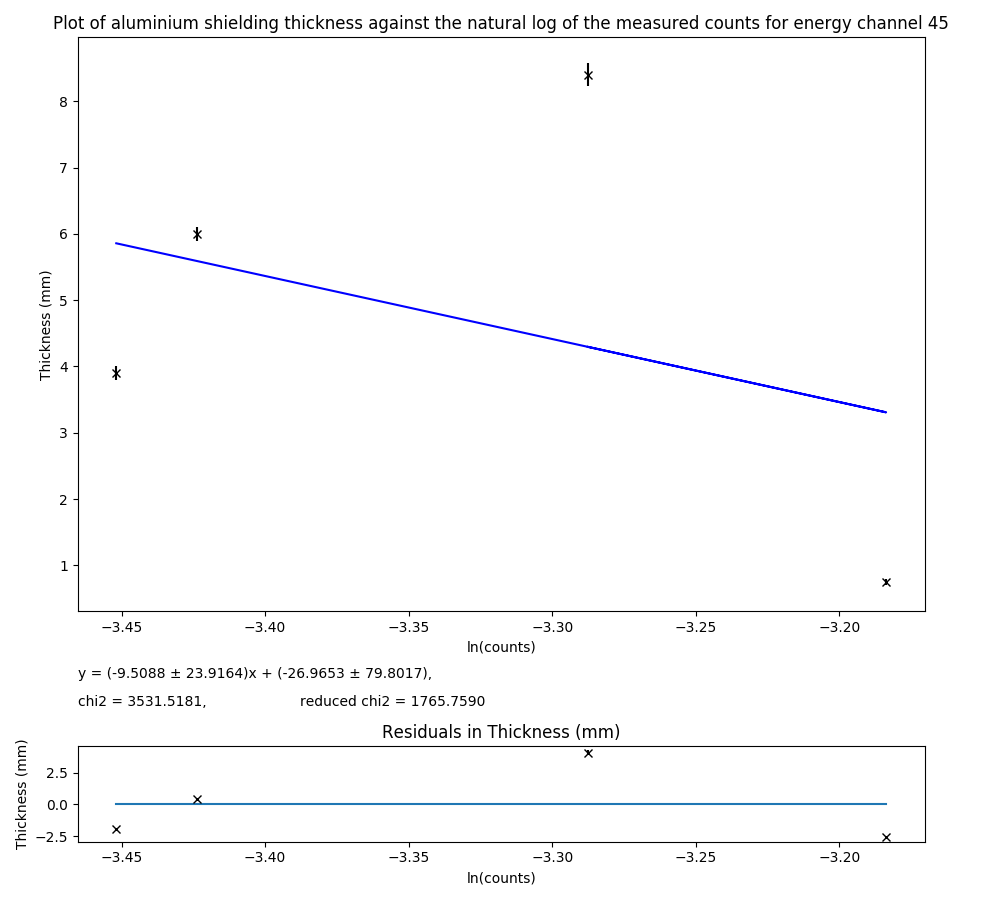 Plot of aluminium shielding thickness against the natural log of the measured counts for energy channel 45
8
7
6
5
4
3
2
1
Thickness (mm)
−3.45 −3.40 −3.35 −3.30 −3.25 −3.20
ln(counts)
y = (-9.5088 ± 23.9164)x + (-26.9653 ± 79.8017),
chi2 = 3531.5181, reduced chi2 = 1765.7590
Residuals in Thickness (mm)
2.5
0.0
−2.5
Thickness (mm)
−3.45 −3.40 −3.35 −3.30 −3.25 −3.20
ln(counts)